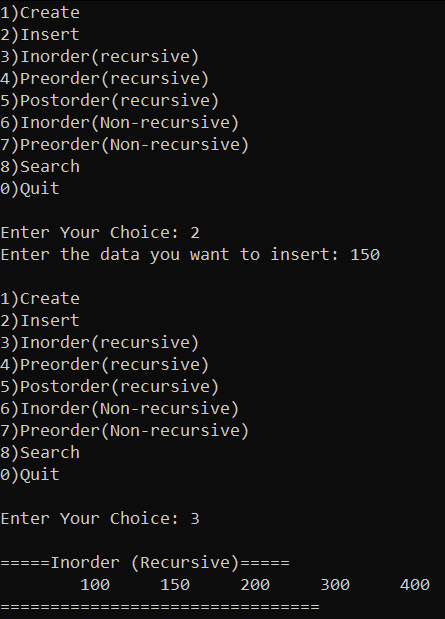 1)Create
2)Insert
3)Inorder(recursive)
4)Preorder(recursive)
5)Postorder(recursive)
6)Inorder(Non-recursive)
7)Preorder(Non-recursive)
8)Search
0)Quit

Enter Your Choice: 2
Enter the data you want to insert: 150

1)Create
2)Insert
3)Inorder(recursive)
4)Preorder(recursive)
5)Postorder(recursive)
6)Inorder(Non-recursive)
7)Preorder(Non-recursive)
8)Search
0)Quit

Enter Your Choice: 3

=====Inorder (Recursive)=====
        100     150     200     300     400
================================